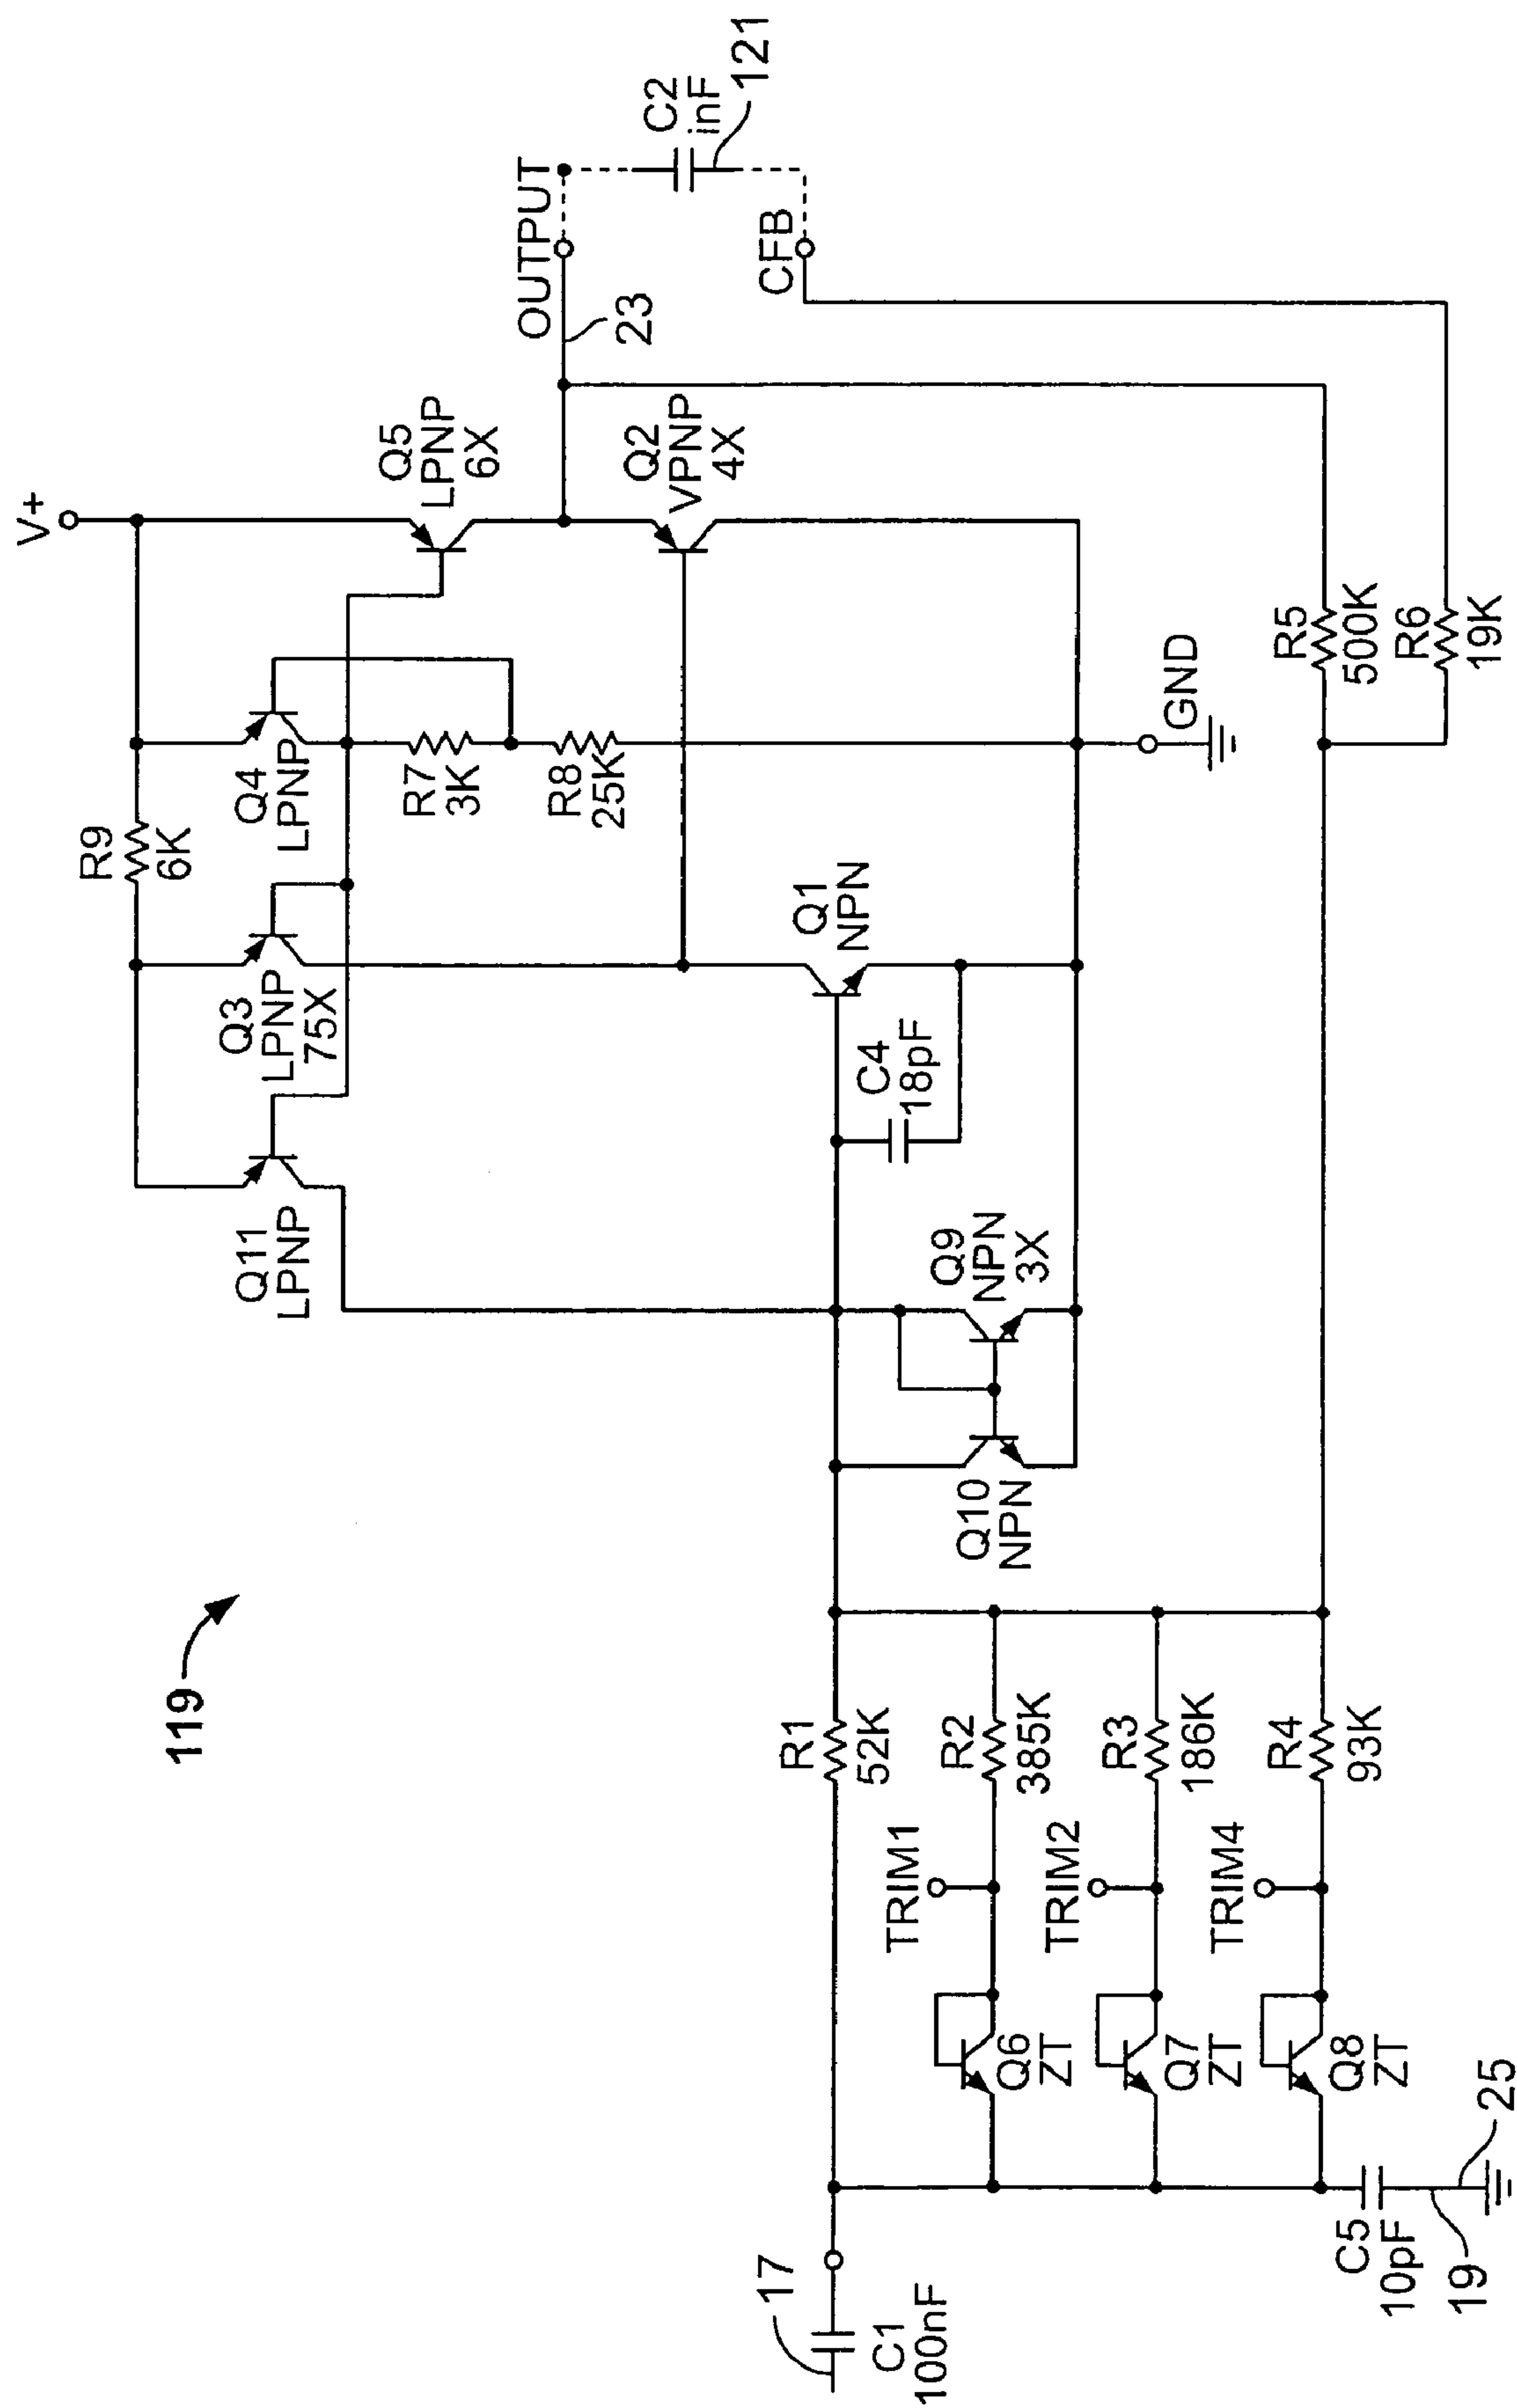 119
V+
R9
6K
Q4
LPNP
Q3
LPNP
75X
Q11
LPNP
Q5
LPNP
6X
R7
3K
R8
25K
OUTPUT
23
Q2
VPNP
4X
C2
inF
121
CFB
Q1
NPN
C4
18pF
Q9
NPN
3X
Q10
NPN
GND
R5
500K
R6
19K
17
C1
100nF
R1
52K
R2
385K
R3
186K
R4
93K
TRIM1
TRIM2
TRIM4
Q6
ZT
Q7
ZT
Q8
ZT
C5
10pF
19
25